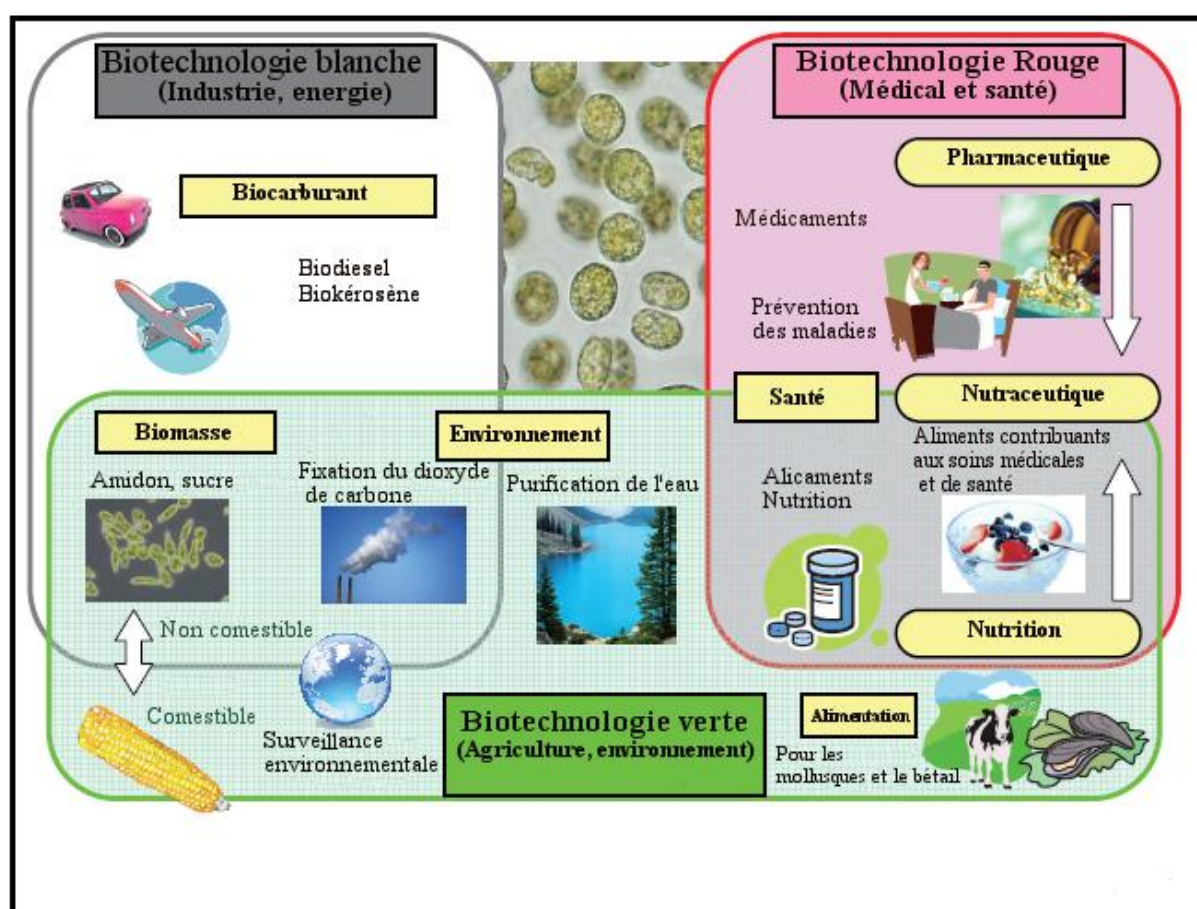 Biotechnologie blanche
(Industrie, energie)
Biotechnologie Rouge
(Médical et santé)
Pharmaceutique
Biocarburant
Médicaments
Biodiesel
Biokérosène
Prévention
des maladies
Santé
Nutraceutique
Biomasse
Environnement
Aliments contribuants
aux soins médicales
et de santé
Amidon, sucre
Fixation du dioxyde
de carbone
Purification de l'eau
Alicaments
Nutrition
Non comestible
Nutrition
Comestible
Biotechnologie verte
(Agriculture, environnement)
Alimentation
Surveillance
environnementale
Pour les
mollusques et le bétail